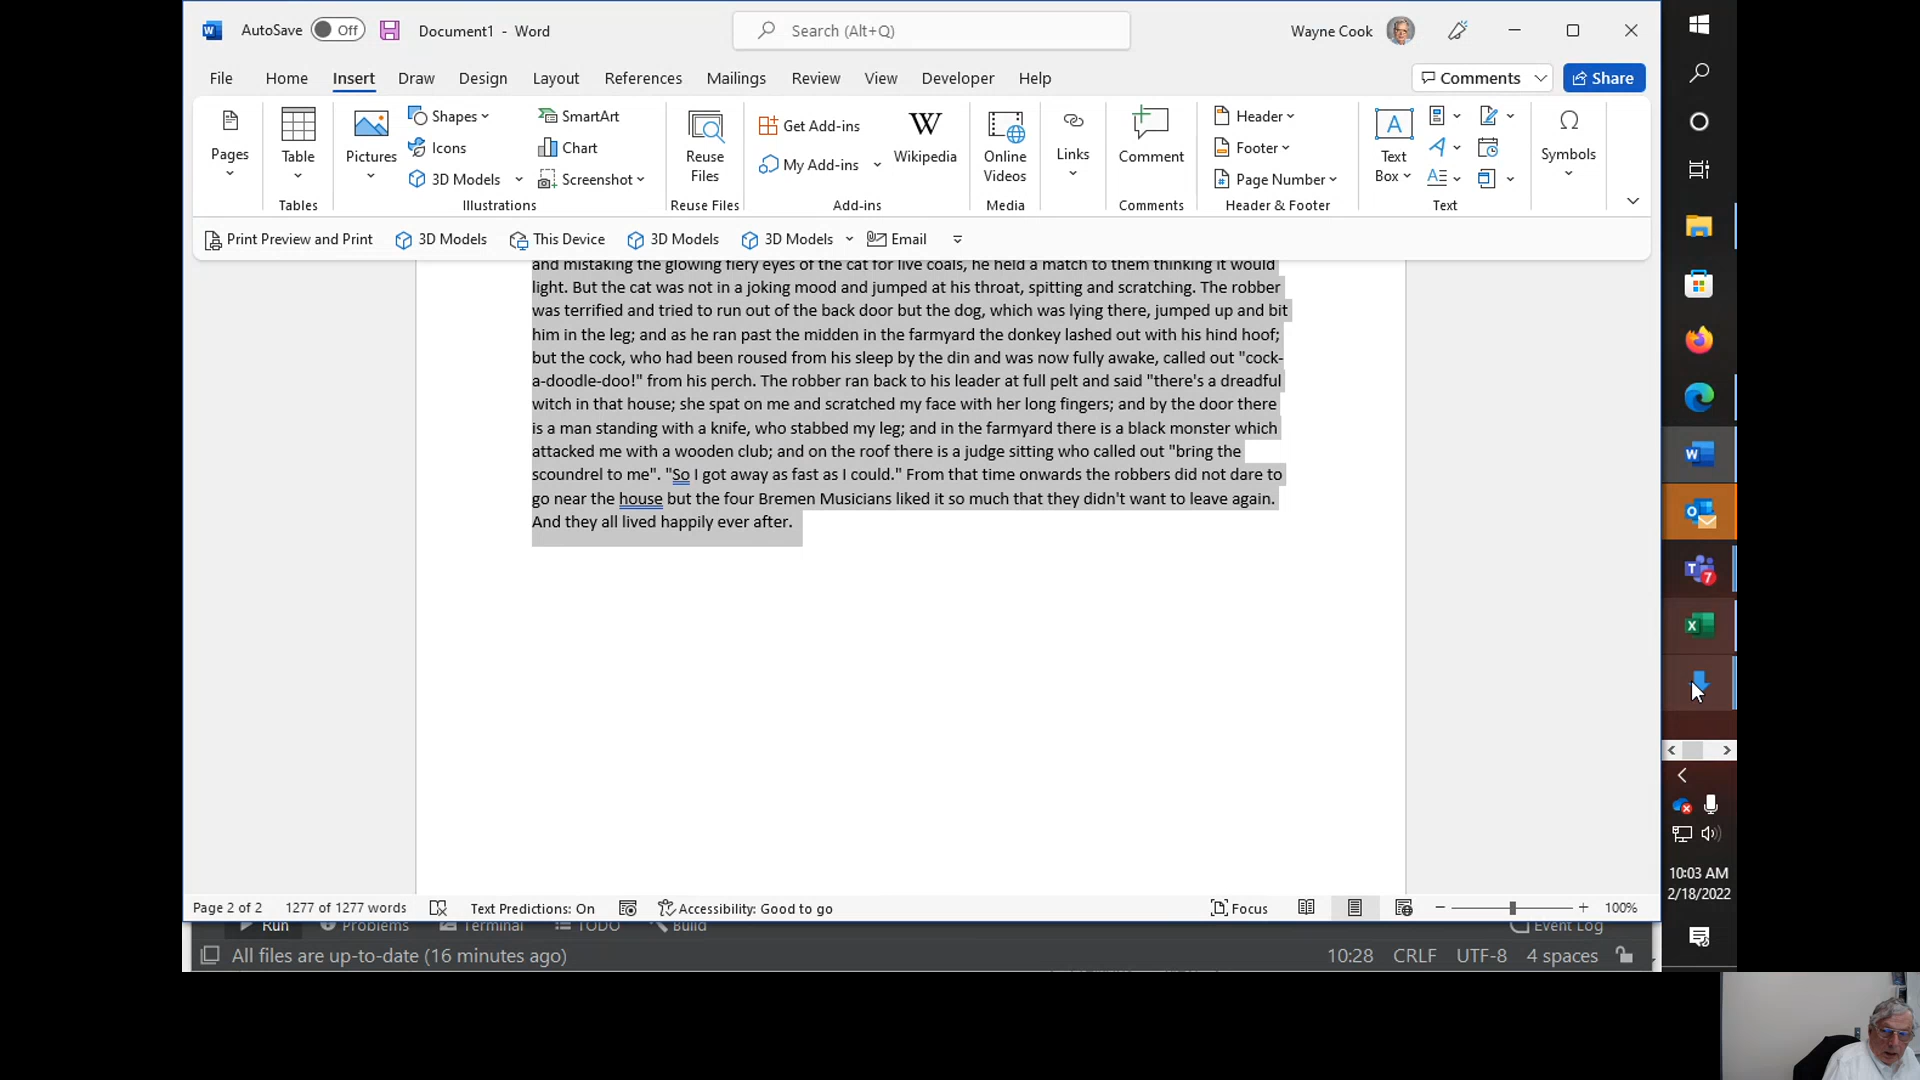 AutoSave Off Document1 - Word Search (Alt+Q) Wayne Cook
File Home Insert Draw Design Layout References Mailings Review View Developer Help Comments Share
Pages Table Pictures Shapes Icons 3D Models SmartArt Chart Screenshot Reuse Files Get Add-ins My Add-ins Wikipedia Online Videos Links Comment Header Footer Page Number Text Box Symbols
Tables Illustrations Reuse Files Add-ins Media Comments Header & Footer Text
Print Preview and Print 3D Models This Device 3D Models 3D Models Email
and mistaking the glowing fiery eyes of the cat for live coals, he held a match to them thinking it would
light. But the cat was not in a joking mood and jumped at his throat, spitting and scratching. The robber
was terrified and tried to run out of the back door but the dog, which was lying there, jumped up and bit
him in the leg; and as he ran past the midden in the farmyard the donkey lashed out with his hind hoof;
but the cock, who had been roused from his sleep by the din and was now fully awake, called out "cock-
a-doodle-doo!" from his perch. The robber ran back to his leader at full pelt and said "there's a dreadful
witch in that house; she spat on me and scratched my face with her long fingers; and by the door there
is a man standing with a knife, who stabbed my leg; and in the farmyard there is a black monster which
attacked me with a wooden club; and on the roof there is a judge sitting who called out "bring the
scoundrel to me". "So I got away as fast as I could." From that time onwards the robbers did not dare to
go near the house but the four Bremen Musicians liked it so much that they didn't want to leave again.
And they all lived happily ever after.
Page 2 of 2 1277 of 1277 words Text Predictions: On Accessibility: Good to go Focus 100%
Run Problems Terminal TODO Build Event Log
All files are up-to-date (16 minutes ago) 10:28 CRLF UTF-8 4 spaces
7
10:03 AM
2/18/2022